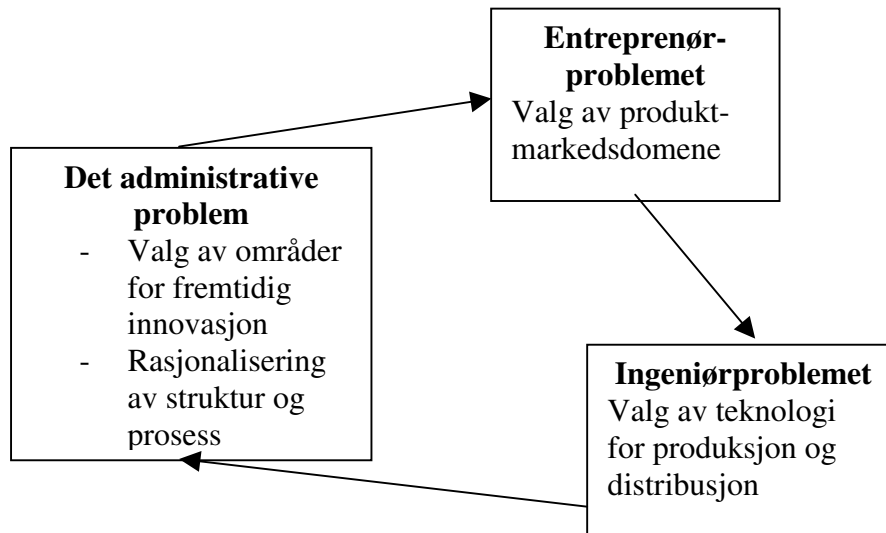 Entreprenør-
problemet
Valg av produkt-
markedsdomene
Det administrative
problem
- Valg av områder
for fremtidig
innovasjon
- Rasjonalisering
av struktur og
prosess
Ingeniørproblemet
Valg av teknologi
for produksjon og
distribusjon